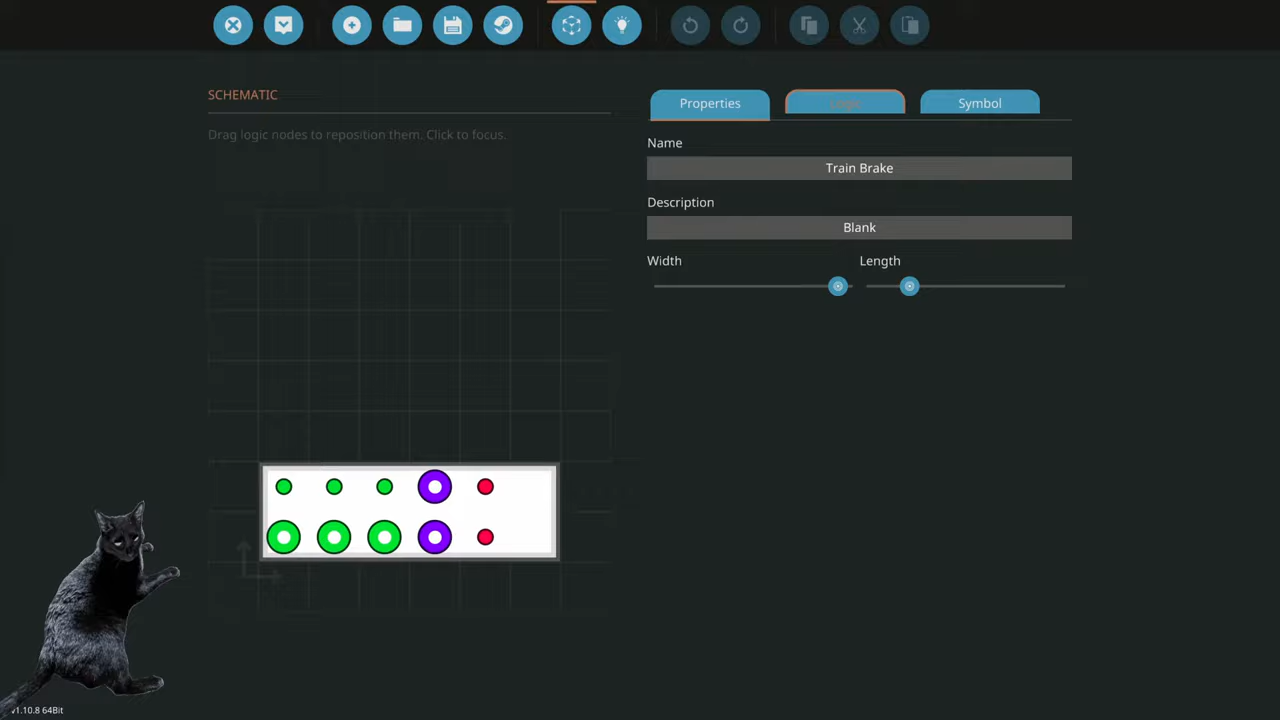 SCHEMATIC
Drag logic nodes to reposition them. Click to focus.
Properties
Logic
Symbol
Name
Train Brake
Description
Blank
Width
Length
v1.10.8 64Bit